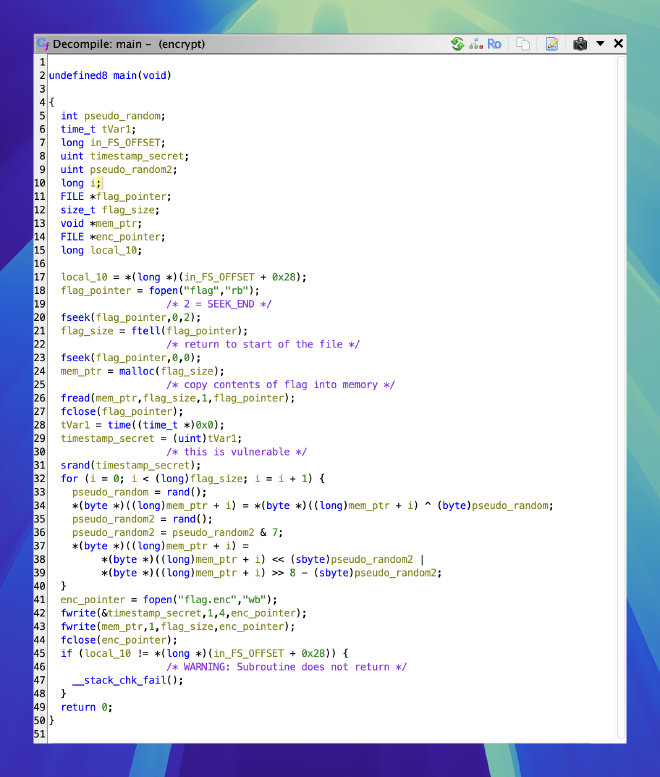 Decompile: main - (encrypt)
Ro
1
2 undefined8 main(void)
3
4 {
5 int pseudo_random;
6 time_t tVar1;
7 long in_FS_OFFSET;
8 uint timestamp_secret;
9 uint pseudo_random2;
10 long i;
11 FILE *flag_pointer;
12 size_t flag_size;
13 void *mem_ptr;
14 FILE *enc_pointer;
15 long local_10;
16
17 local_10 = *(long *)(in_FS_OFFSET + 0x28);
18 flag_pointer = fopen("flag","rb");
19 /* 2 = SEEK_END */
20 fseek(flag_pointer,0,2);
21 flag_size = ftell(flag_pointer);
22 /* return to start of the file */
23 fseek(flag_pointer,0,0);
24 mem_ptr = malloc(flag_size);
25 /* copy contents of flag into memory */
26 fread(mem_ptr,flag_size,1,flag_pointer);
27 fclose(flag_pointer);
28 tVar1 = time((time_t *)0x0);
29 timestamp_secret = (uint)tVar1;
30 /* this is vulnerable */
31 srand(timestamp_secret);
32 for (i = 0; i < (long)flag_size; i = i + 1) {
33 pseudo_random = rand();
34 *(byte *)((long)mem_ptr + i) = *(byte *)((long)mem_ptr + i) ^ (byte)pseudo_random;
35 pseudo_random2 = rand();
36 pseudo_random2 = pseudo_random2 & 7;
37 *(byte *)((long)mem_ptr + i) =
38 *(byte *)((long)mem_ptr + i) << (sbyte)pseudo_random2 |
39 *(byte *)((long)mem_ptr + i) >> 8 - (sbyte)pseudo_random2;
40 }
41 enc_pointer = fopen("flag.enc","wb");
42 fwrite(&timestamp_secret,1,4,enc_pointer);
43 fwrite(mem_ptr,1,flag_size,enc_pointer);
44 fclose(enc_pointer);
45 if (local_10 != *(long *)(in_FS_OFFSET + 0x28)) {
46 /* WARNING: Subroutine does not return */
47 __stack_chk_fail();
48 }
49 return 0;
50 }
51